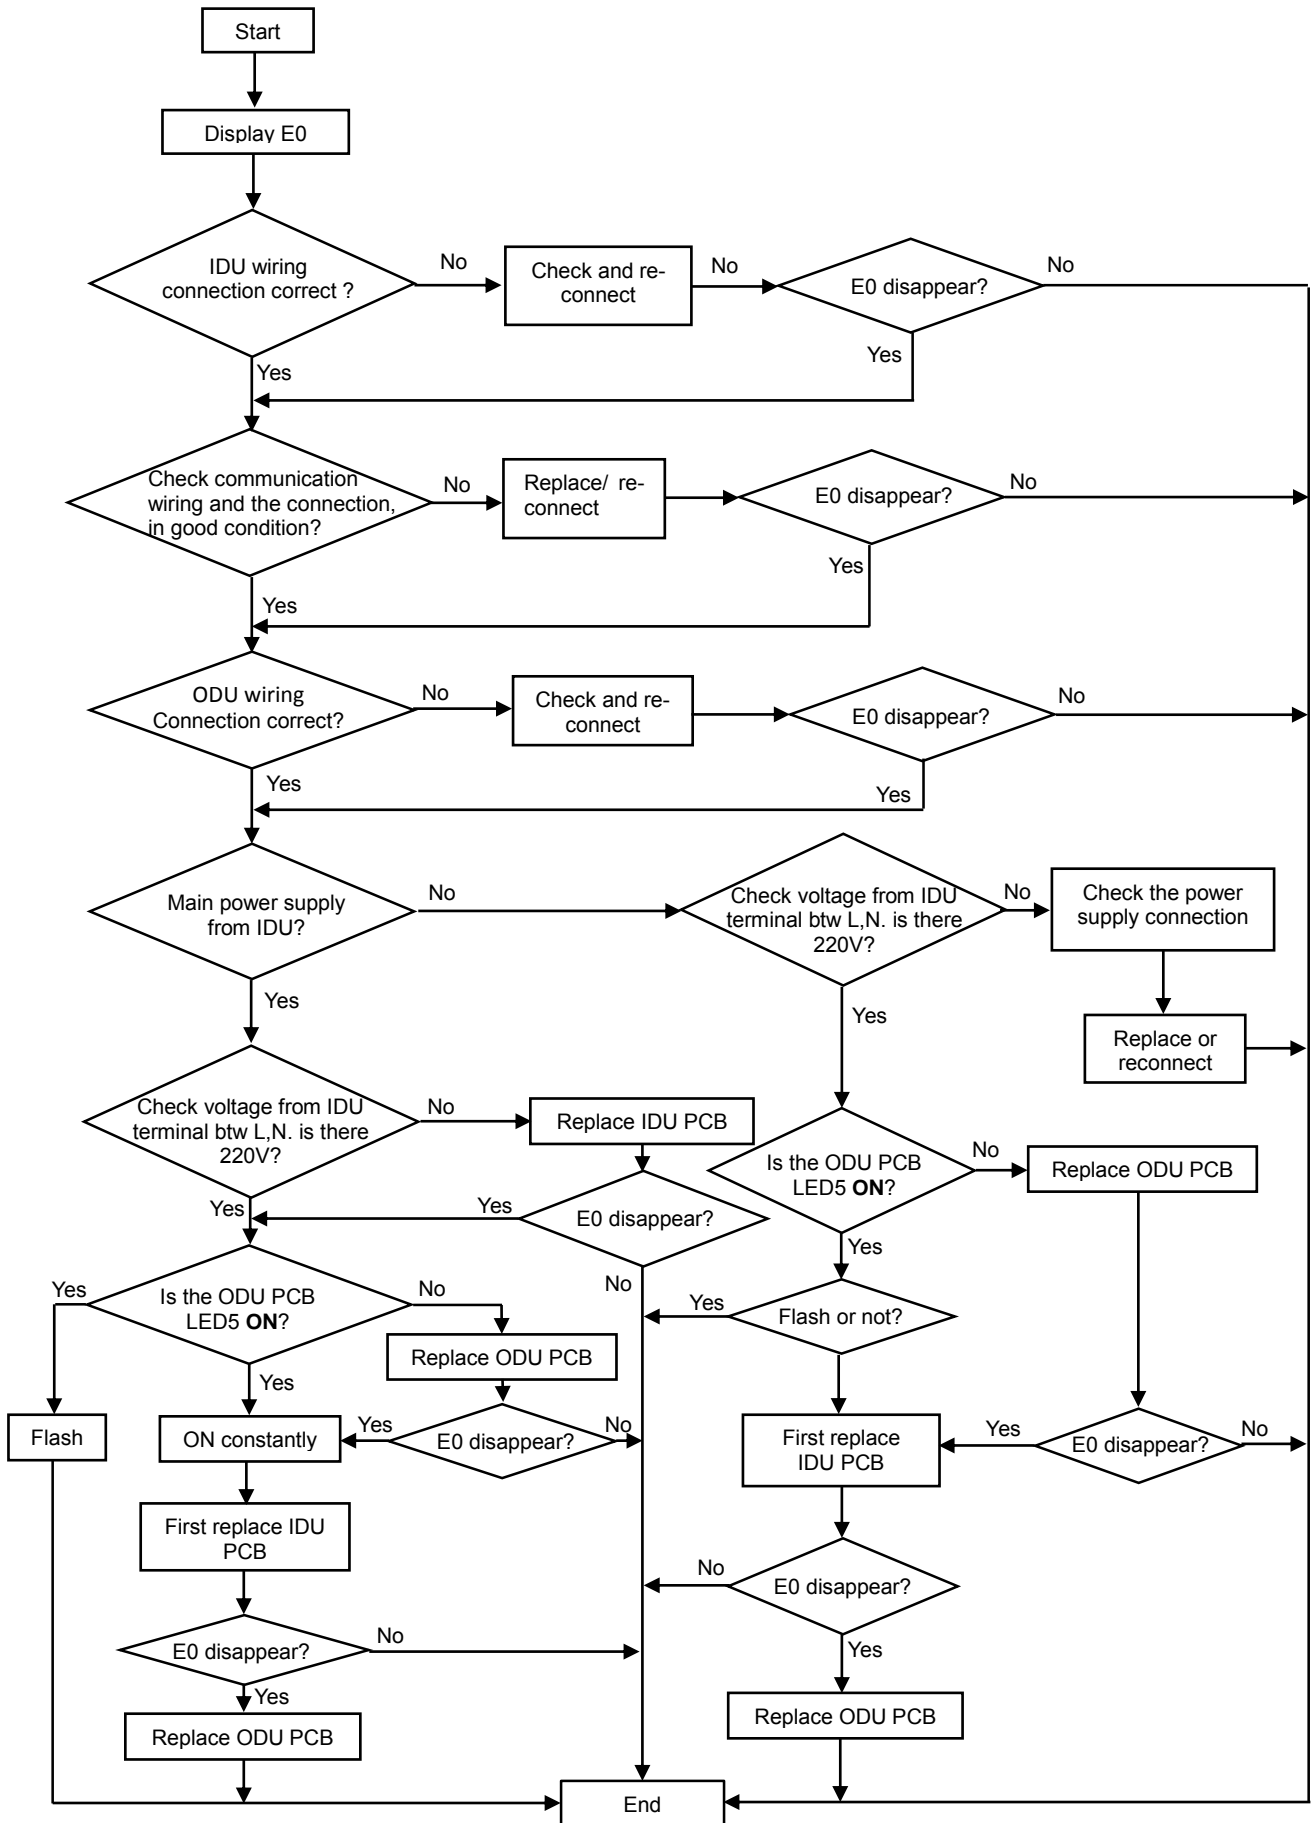 Start
Display E0
IDU wiring
connection correct ?
No
Check and re-
connect
No
E0 disappear?
No
Yes
Yes
Check communication
wiring and the connection,
in good condition?
No
Replace/ re-
connect
E0 disappear?
No
Yes
Yes
ODU wiring
Connection correct?
No
Check and re-
connect
E0 disappear?
No
Yes
Yes
Main power supply
from IDU?
No
Check voltage from IDU
terminal btw L,N. is there
220V?
No
Check the power
supply connection
Yes
Yes
Replace or
reconnect
Check voltage from IDU
terminal btw L,N. is there
220V?
No
Replace IDU PCB
Is the ODU PCB
LED5 ON?
No
Replace ODU PCB
Yes
Yes
E0 disappear?
Yes
No
Yes
Is the ODU PCB
LED5 ON?
No
Yes
Flash or not?
Replace ODU PCB
Yes
Flash
ON constantly
Yes
E0 disappear?
No
First replace
IDU PCB
Yes
E0 disappear?
No
First replace IDU
PCB
No
E0 disappear?
E0 disappear?
No
Yes
Yes
Replace ODU PCB
Replace ODU PCB
End